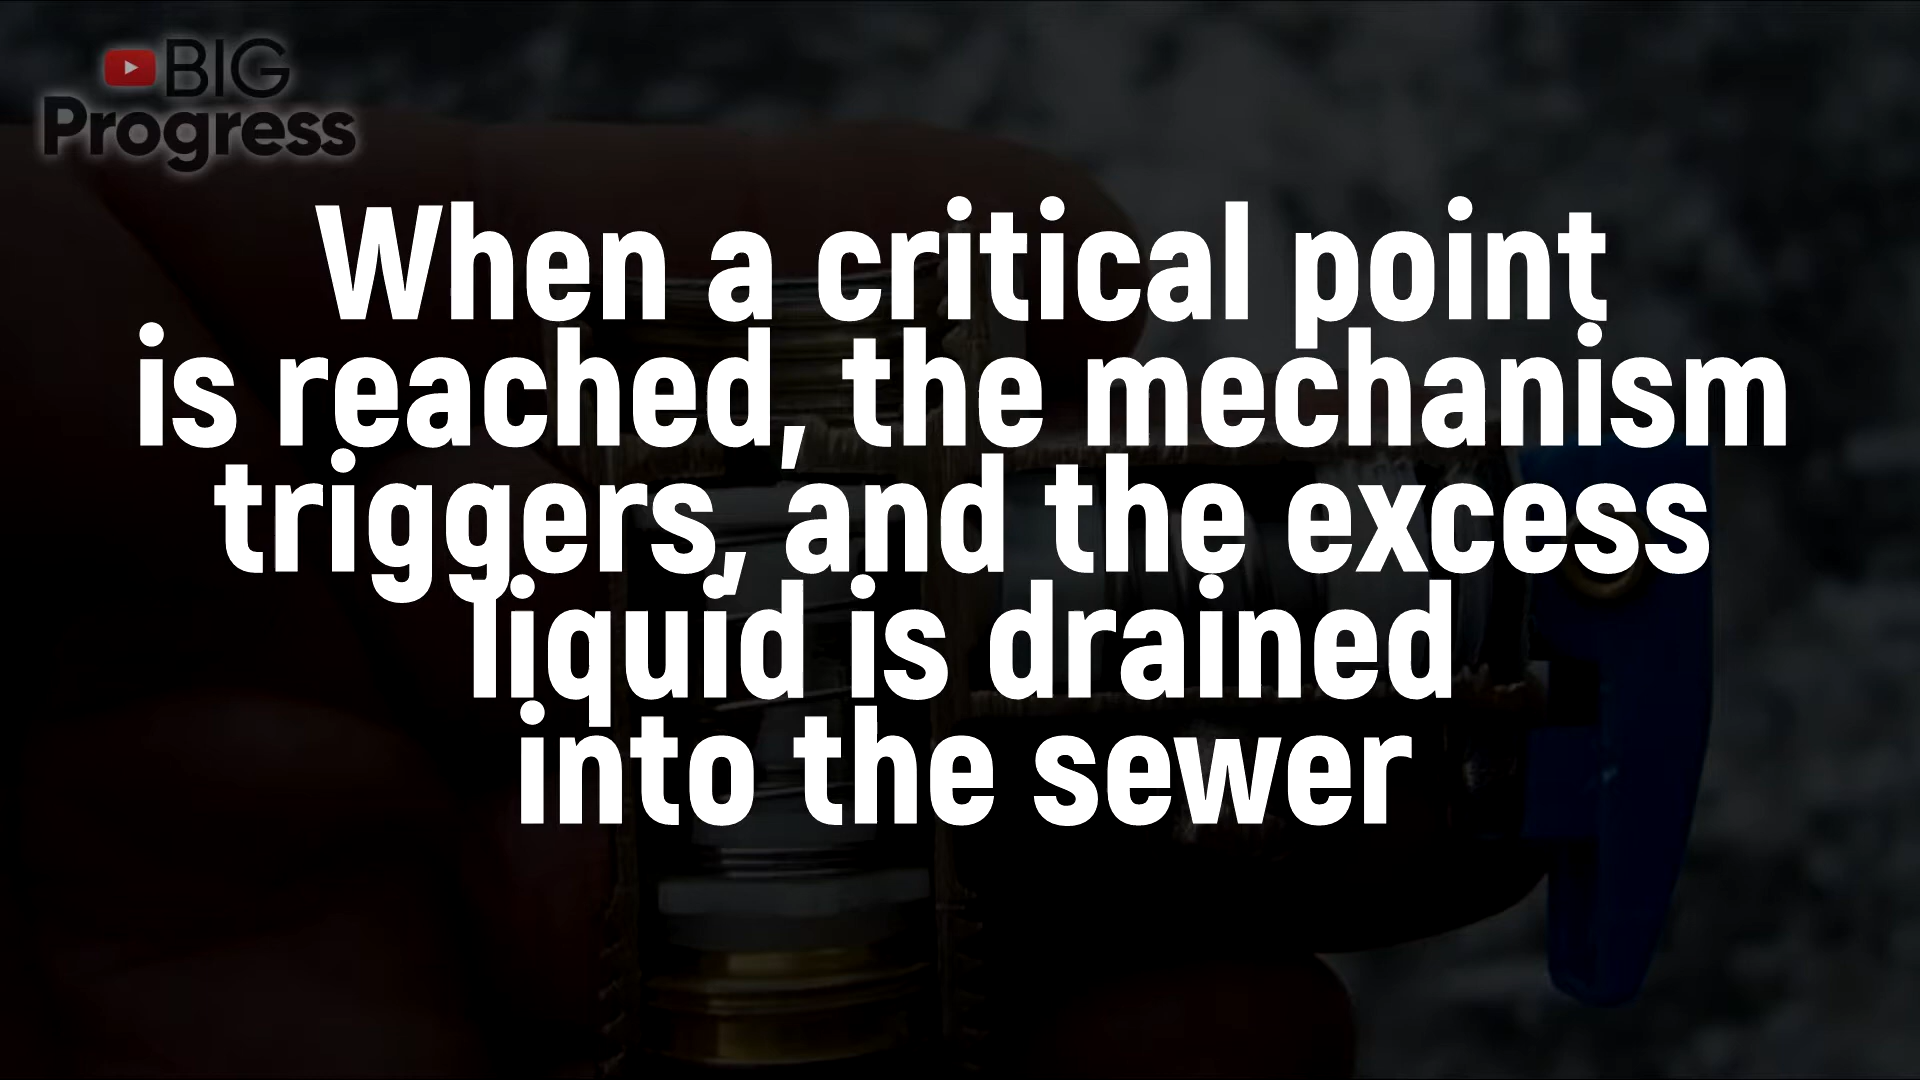 BIG
Progress
When a critical point
is reached, the mechanism
triggers, and the excess
liquid is drained
into the sewer